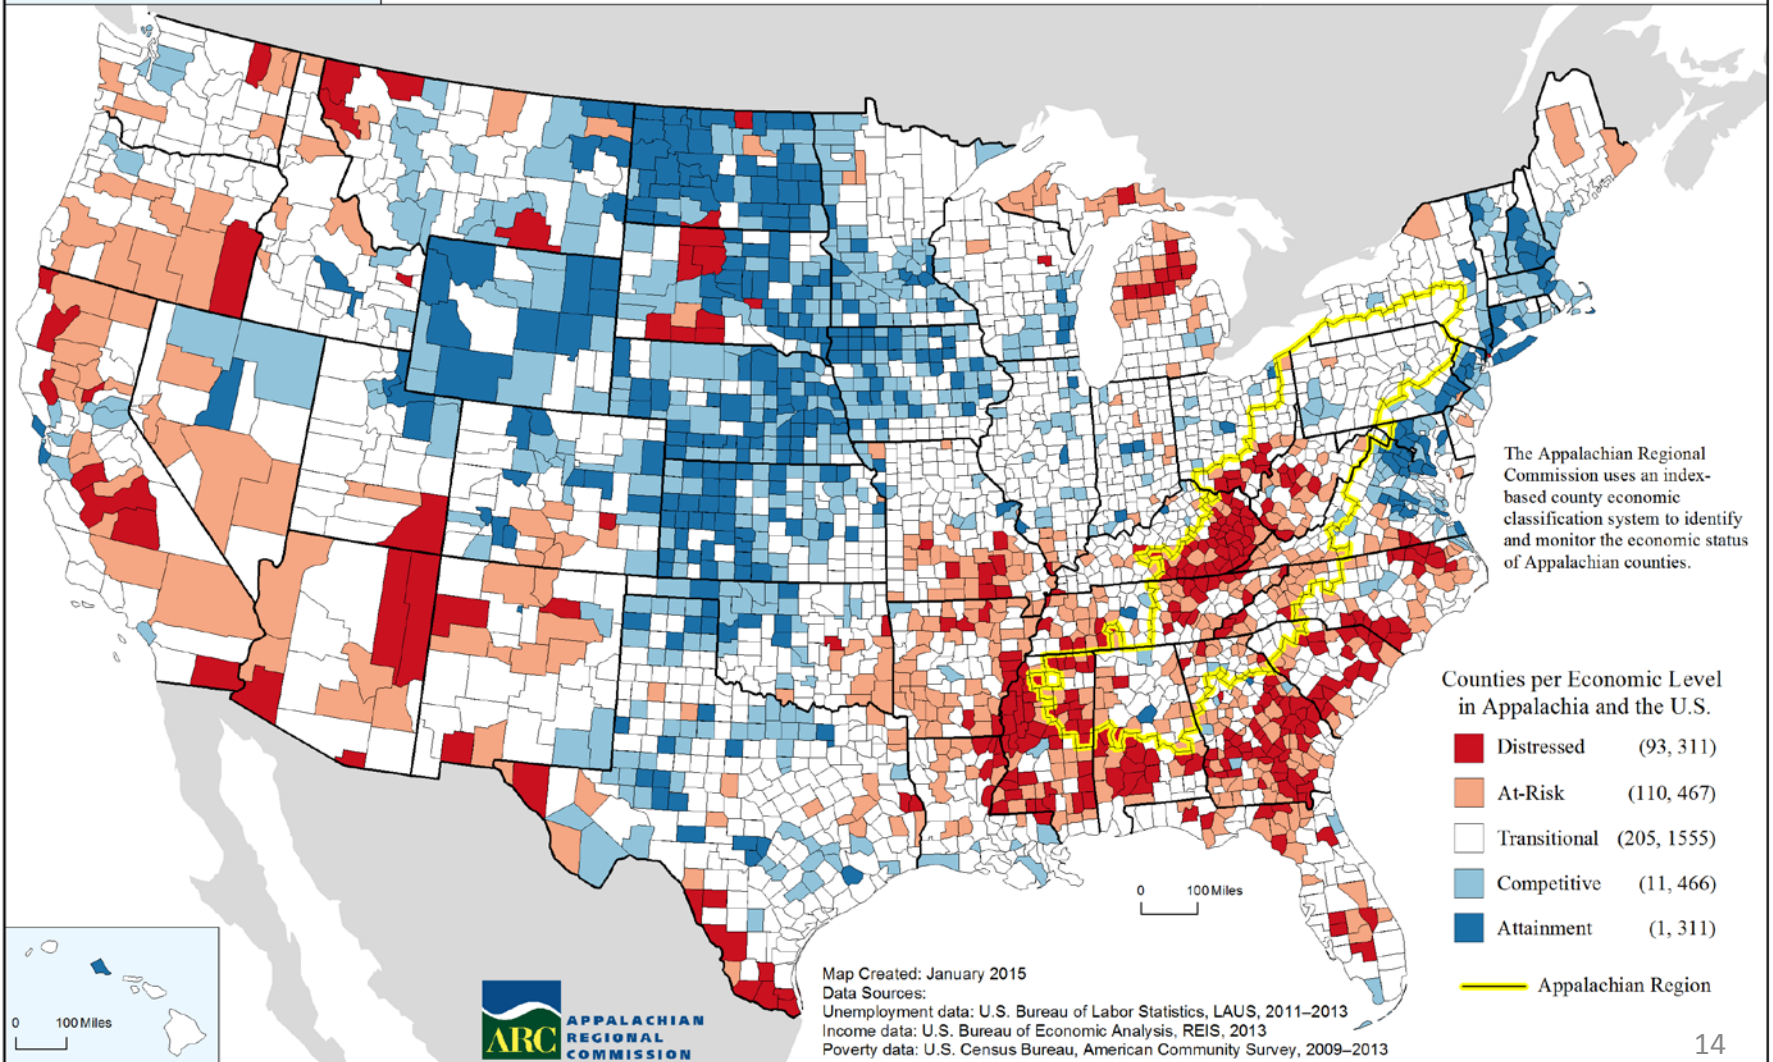 The Appalachian Regional
Commission uses an index-
based county economic
classification system to identify
and monitor the economic status
of Appalachian counties.
Counties per Economic Level
in Appalachia and the U.S.
Distressed (93, 311)
At-Risk (110, 467)
Transitional (205, 1555)
Competitive (11, 466)
Attainment (1, 311)
Appalachian Region
0 100 Miles
0 100 Miles
ARC
APPALACHIAN
REGIONAL
COMMISSION
Map Created: January 2015
Data Sources:
Unemployment data: U.S. Bureau of Labor Statistics, LAUS, 2011–2013
Income data: U.S. Bureau of Economic Analysis, REIS, 2013
Poverty data: U.S. Census Bureau, American Community Survey, 2009–2013
14